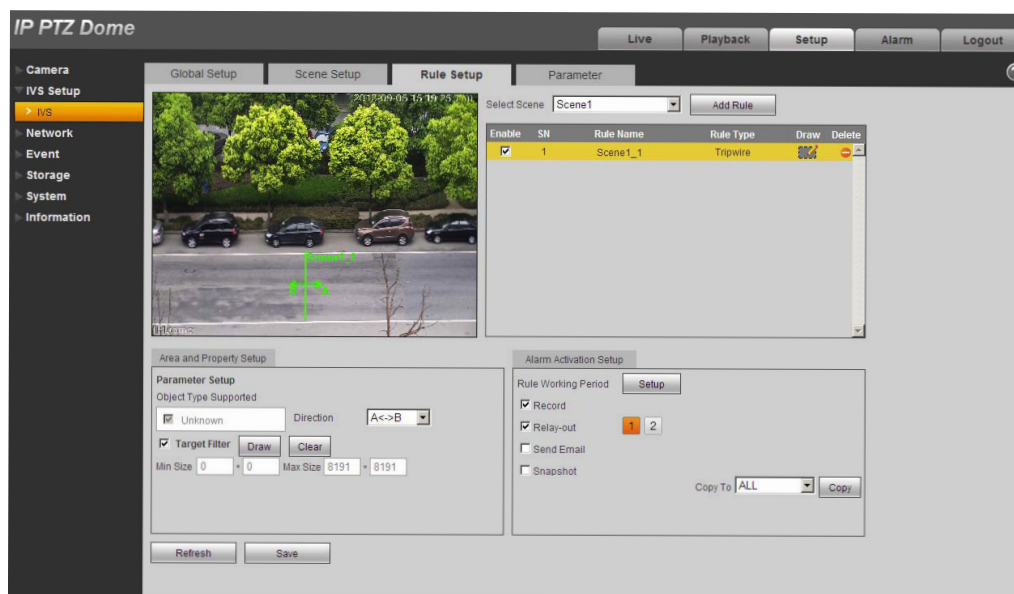 IP PTZ Dome
Live Playback Setup Alarm Logout
Camera
IVS Setup
> IVS
Network
Event
Storage
System
Information
Global Setup Scene Setup Rule Setup Parameter
Select Scene Scene1 Add Rule
Enable SN Rule Name Rule Type Draw Delete
1 Scene1_1 Tripwire
Scene1_1
A
Area and Property Setup
Parameter Setup
Object Type Supported
Unknown Direction A<->B
Target Filter Draw Clear
Min Size 0 * 0 Max Size 8191 * 8191
Alarm Activation Setup
Rule Working Period Setup
Record
Relay-out 1 2
Send Email
Snapshot
Copy To ALL Copy
Refresh Save